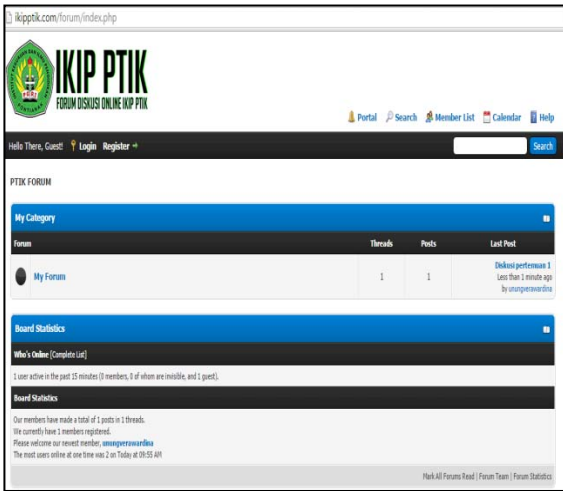 ikipptik.com/forum/index.php
IKIP PTIK
FORUM DISKUSI ONLINE IKIP PTIK
Portal Search Member List Calendar Help
Hello There, Guest! Login Register
Search
PTIK FORUM
My Category
Forum Threads Posts Last Post
My Forum 1 1 Diskusi pertemuan 1
Less than 1 minute ago
by unungverawardina
Board Statistics
Who's Online [Complete List]
1 user active in the past 15 minutes (0 members, 0 of whom are invisible, and 1 guest).
Board Statistics
Our members have made a total of 1 posts in 1 threads.
We currently have 1 members registered.
Please welcome our newest member, unungverawardina
The most users online at one time was 2 on Today at 09:55 AM
Mark All Forums Read | Forum Team | Forum Statistics